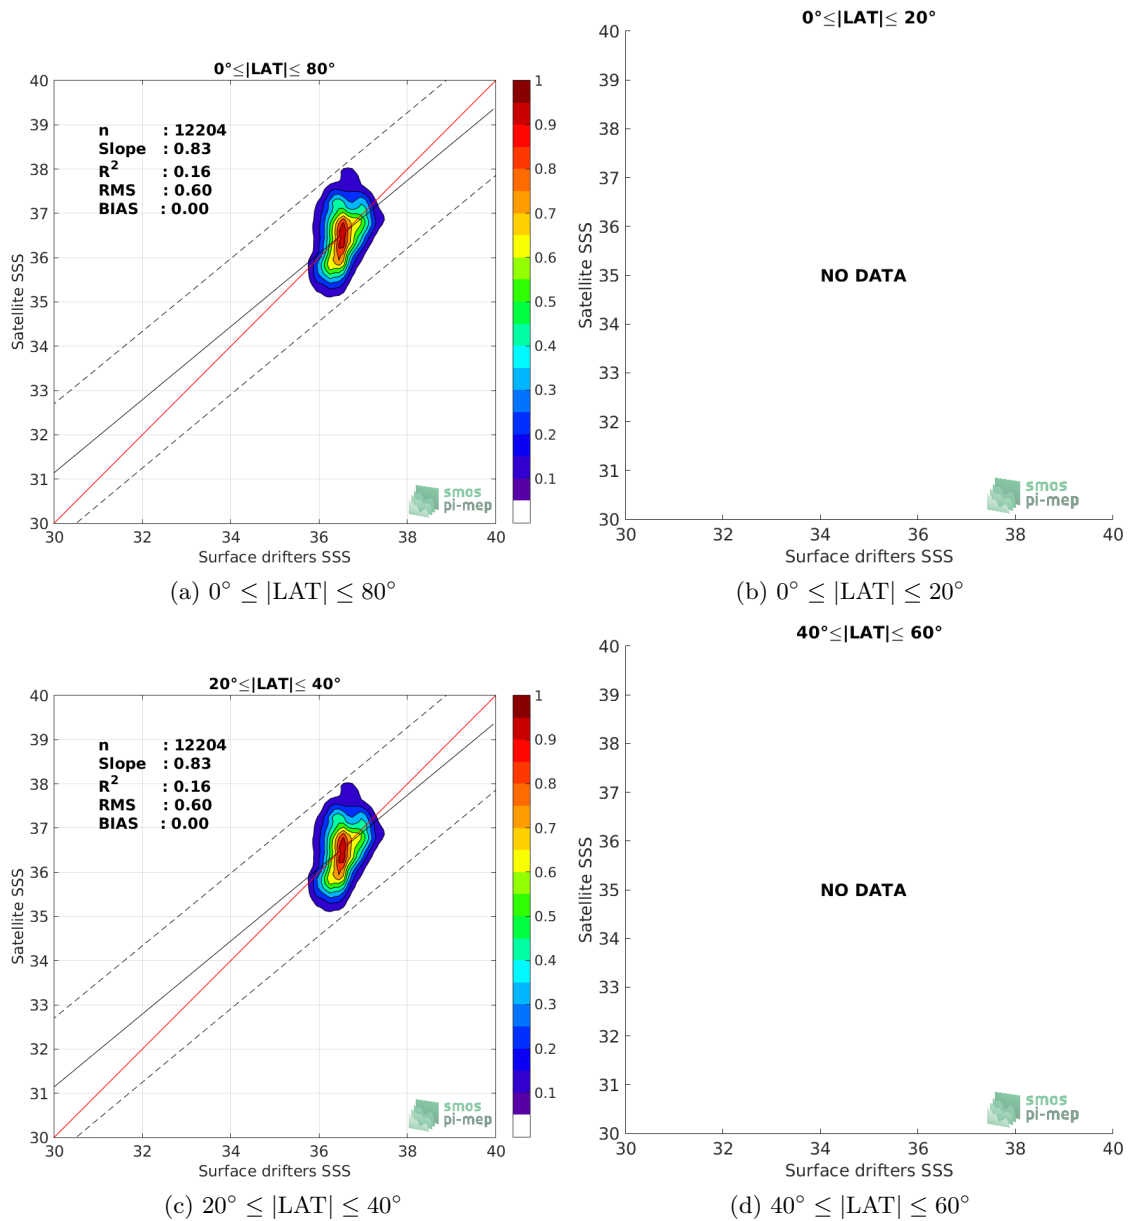 0°≤|LAT|≤ 80°
40
39
38
37
36
35
34
33
32
31
30
Satellite SSS
n : 12204
Slope : 0.83
R² : 0.16
RMS : 0.60
BIAS : 0.00
smos
pi-mep
30 32 34 36 38 40
Surface drifters SSS
1
0.9
0.8
0.7
0.6
0.5
0.4
0.3
0.2
0.1
(a) 0° ≤ |LAT| ≤ 80°
0°≤|LAT|≤ 20°
40
39
38
37
36
35
34
33
32
31
30
Satellite SSS
NO DATA
smos
pi-mep
30 32 34 36 38 40
Surface drifters SSS
(b) 0° ≤ |LAT| ≤ 20°
20°≤|LAT|≤ 40°
40
39
38
37
36
35
34
33
32
31
30
Satellite SSS
n : 12204
Slope : 0.83
R² : 0.16
RMS : 0.60
BIAS : 0.00
smos
pi-mep
30 32 34 36 38 40
Surface drifters SSS
1
0.9
0.8
0.7
0.6
0.5
0.4
0.3
0.2
0.1
(c) 20° ≤ |LAT| ≤ 40°
40°≤|LAT|≤ 60°
40
39
38
37
36
35
34
33
32
31
30
Satellite SSS
NO DATA
smos
pi-mep
30 32 34 36 38 40
Surface drifters SSS
(d) 40° ≤ |LAT| ≤ 60°